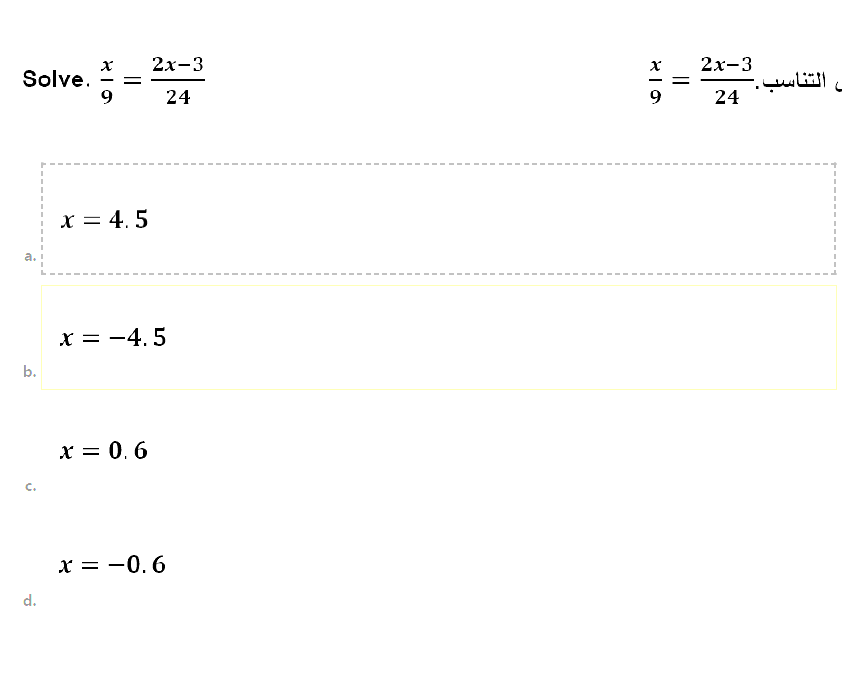 Solve. x/9 = (2x−3)/24
التناسب. x/9 = (2x−3)/24
a. x = 4.5
b. x = −4.5
c. x = 0.6
d. x = −0.6